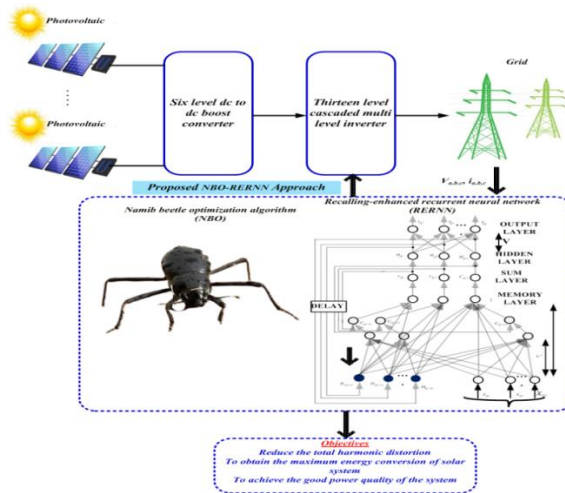 Photovoltaic
Photovoltaic
Six level dc to
dc boost
converter
Thirteen level
cascaded multi
level inverter
Grid
Proposed NBO-RERNN Approach
Namib beetle optimization algorithm
(NBO)
Recalling-enhanced recurrent neural network
(RERNN)
OUTPUT
LAYER
HIDDEN
LAYER
SUM
LAYER
MEMORY
LAYER
DELAY
Objectives
Reduce the total harmonic distortion
To obtain the maximum energy conversion of solar
system
To achieve the good power quality of the system